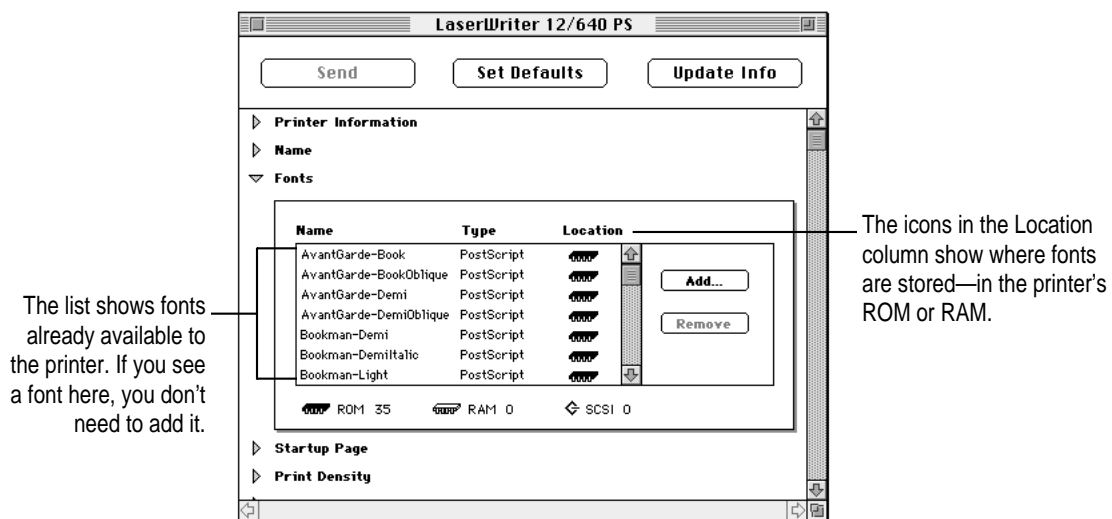 LaserWriter 12/640 PS
Send
Set Defaults
Update Info
Printer Information
Name
Fonts
Name Type Location
AvantGarde-Book PostScript
AvantGarde-BookOblique PostScript
AvantGarde-Demi PostScript
AvantGarde-DemiOblique PostScript
Bookman-Demi PostScript
Bookman-DemiItalic PostScript
Bookman-Light PostScript
Add...
Remove
ROM 35 RAM 0 SCSI 0
Startup Page
Print Density
The list shows fonts
already available to
the printer. If you see
a font here, you don’t
need to add it.
The icons in the Location
column show where fonts
are stored—in the printer’s
ROM or RAM.